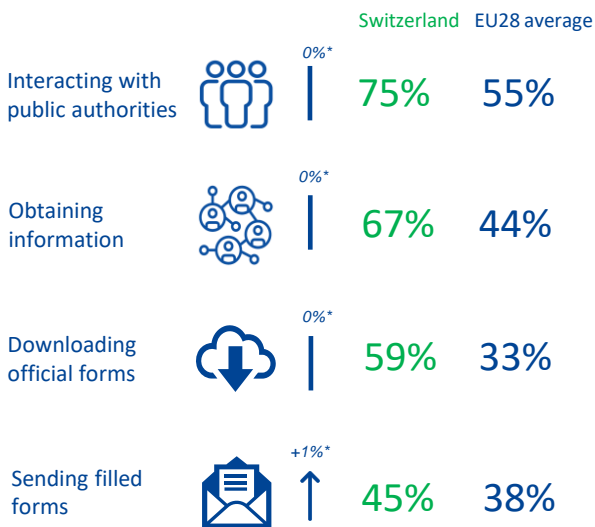 Switzerland EU28 average
0%*
Interacting with
public authorities
75% 55%
0%*
Obtaining
information
67% 44%
0%*
Downloading
official forms
59% 33%
+1%*
Sending filled
forms
45% 38%